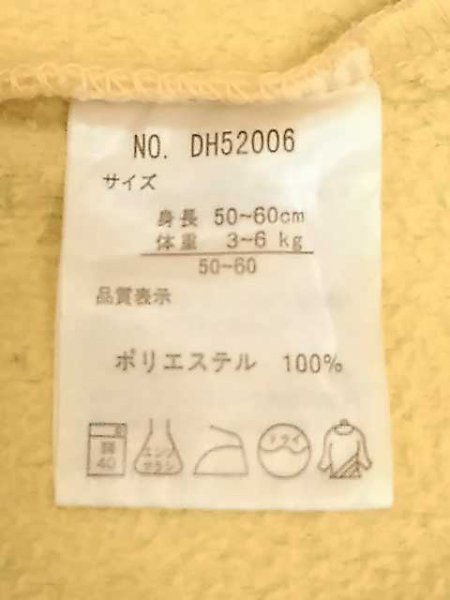 NO. DH52006
サイズ
身長 50~60cm
体重 3~6 kg
50~60
品質表示
ポリエステル 100%
40
エンソ
サラシ
ドライ